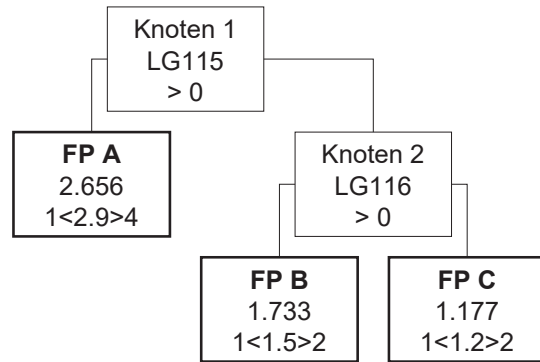 Knoten 1
LG115
> 0
FP A
2.656
1<2.9>4
Knoten 2
LG116
> 0
FP B
1.733
1<1.5>2
FP C
1.177
1<1.2>2